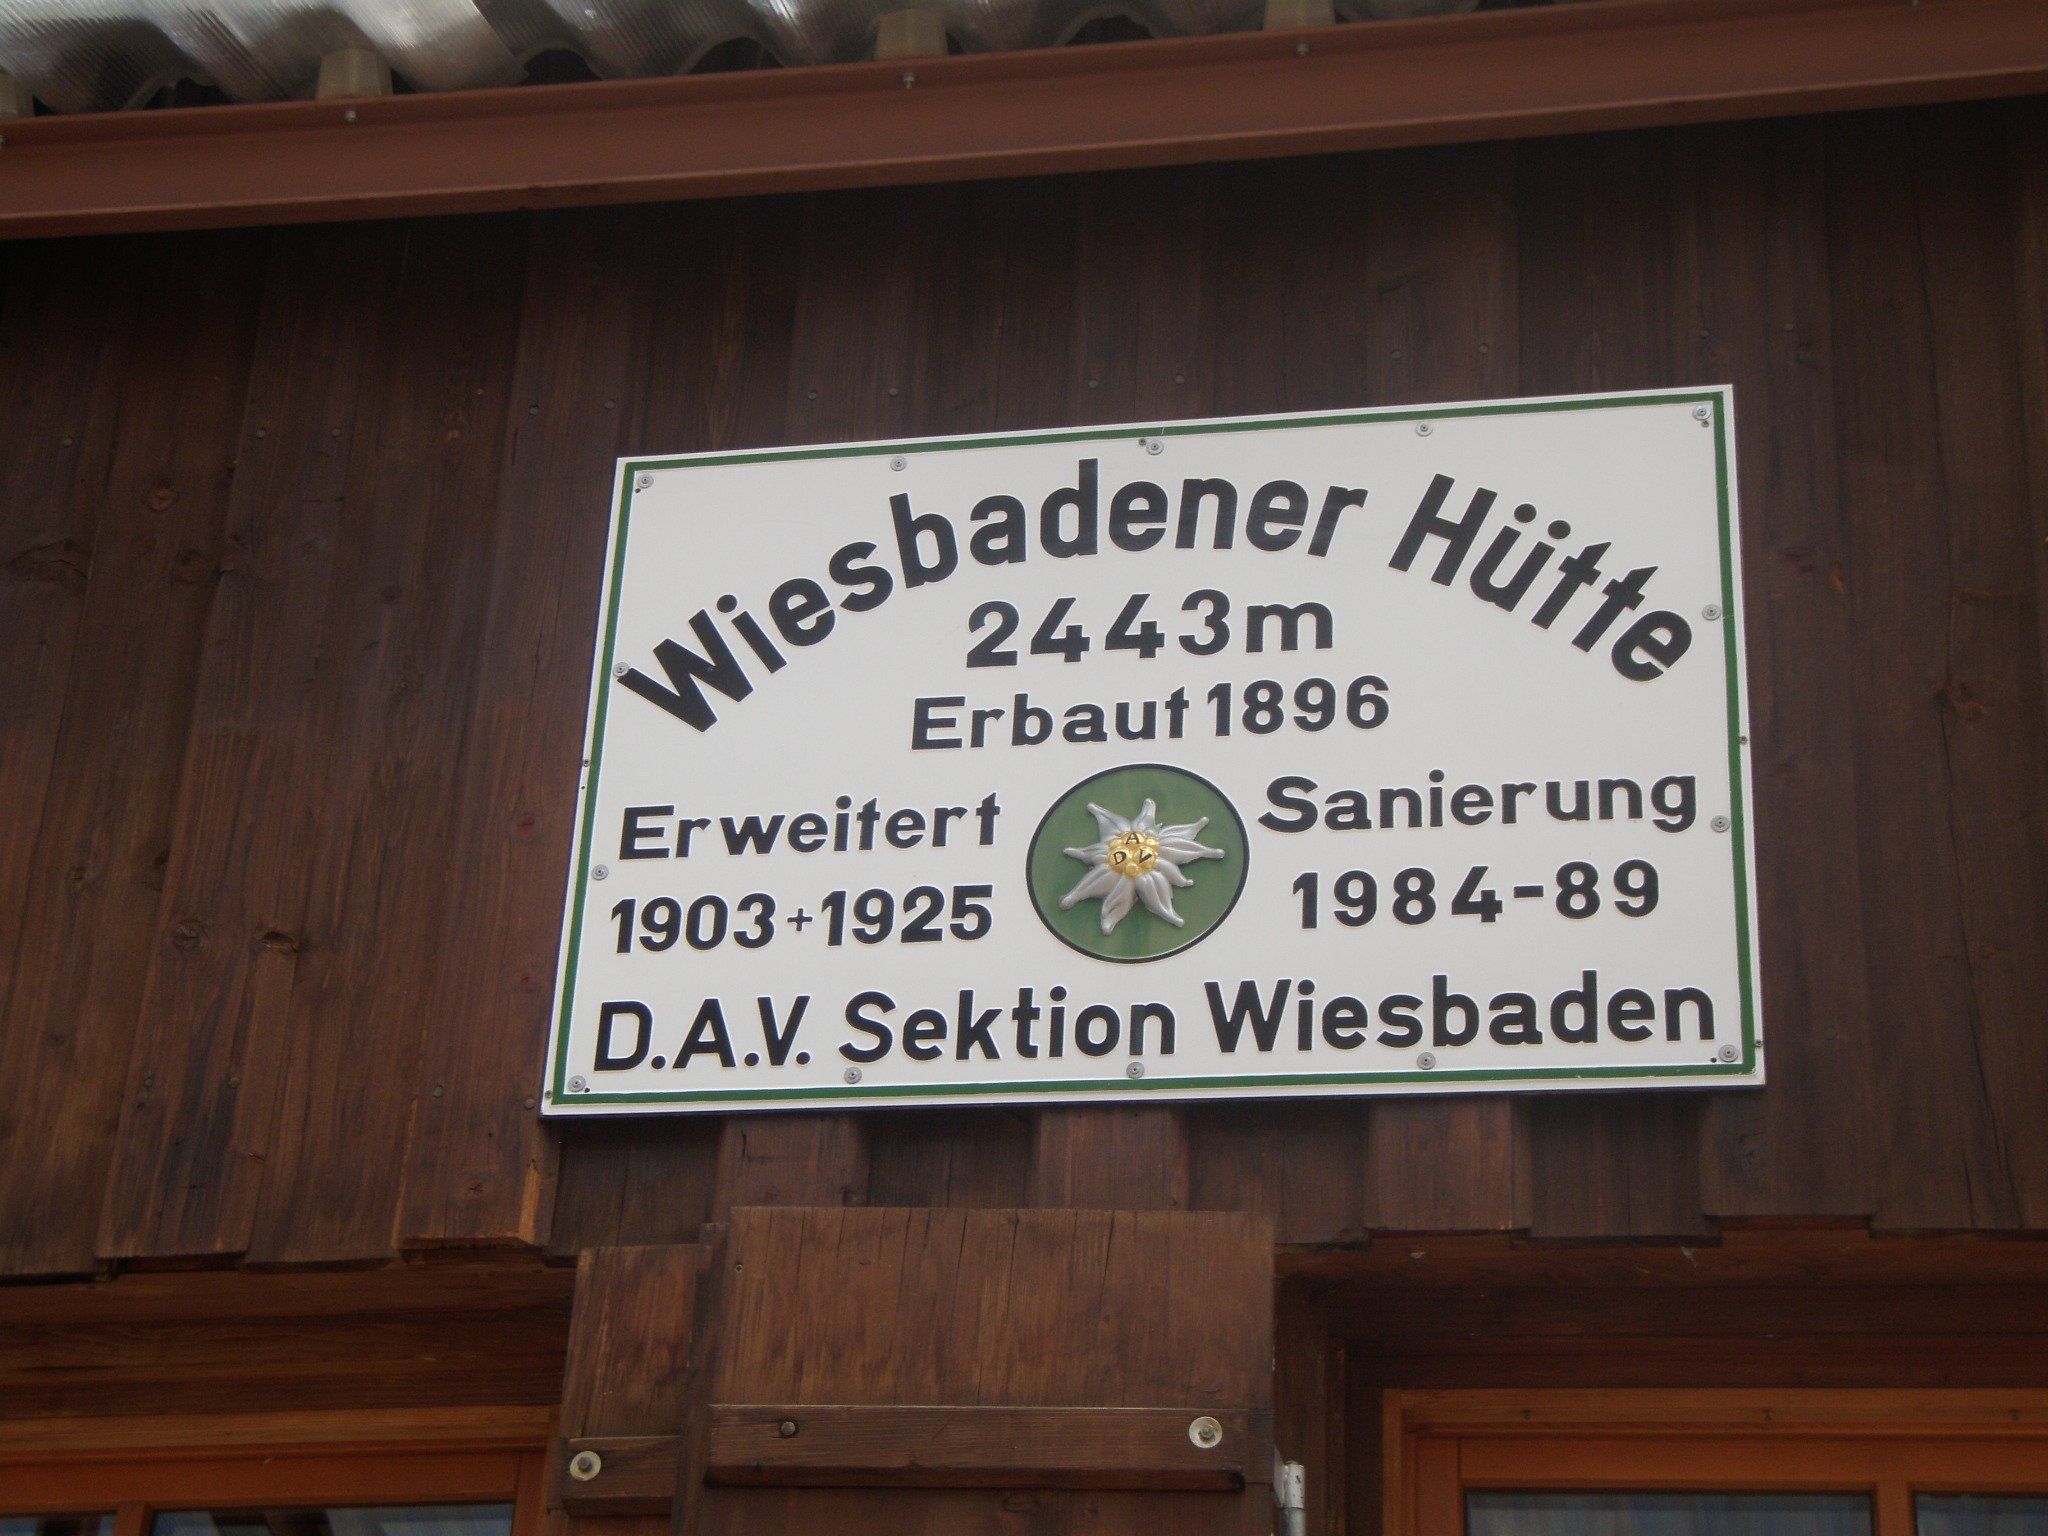 Wiesbadener Hütte
2443m
Erbaut 1896
Erweitert
1903+1925
A
D V
Sanierung
1984-89
D.A.V. Sektion Wiesbaden